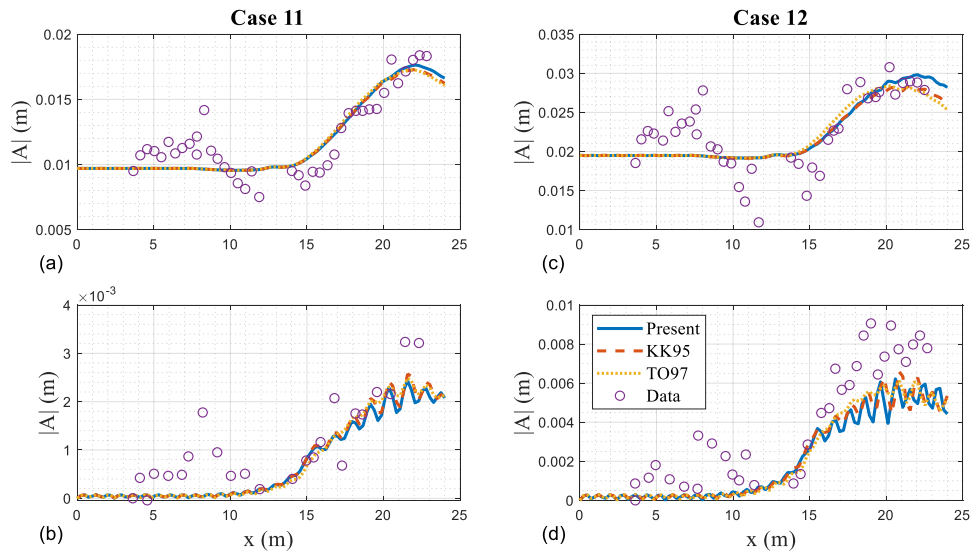 Case 11
|A| (m)
0.02
0.015
0.01
0.005
0 5 10 15 20 25
(a)
Case 12
|A| (m)
0.035
0.03
0.025
0.02
0.015
0.01
0 5 10 15 20 25
(c)
×10⁻³
|A| (m)
4
3
2
1
0
0 5 10 15 20 25
(b)
x (m)
|A| (m)
0.01
0.008
0.006
0.004
0.002
0
Present
KK95
TO97
Data
0 5 10 15 20 25
(d)
x (m)